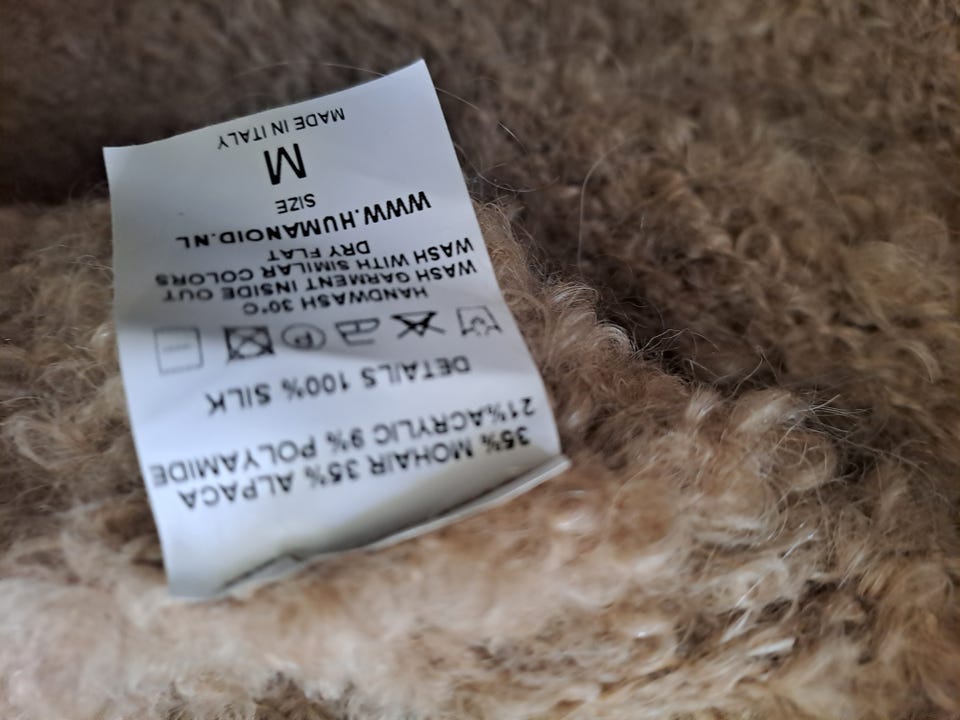 35% MOHAIR 35% ALPACA
21%ACRYLIC 9% POLYAMIDE
DETAILS 100% SILK
HANDWASH 30°C
WASH GARMENT INSIDE OUT
WASH WITH SIMILAR COLORS
DRY FLAT
WWW.HUMANOID.NL
SIZE
M
MADE IN ITALY